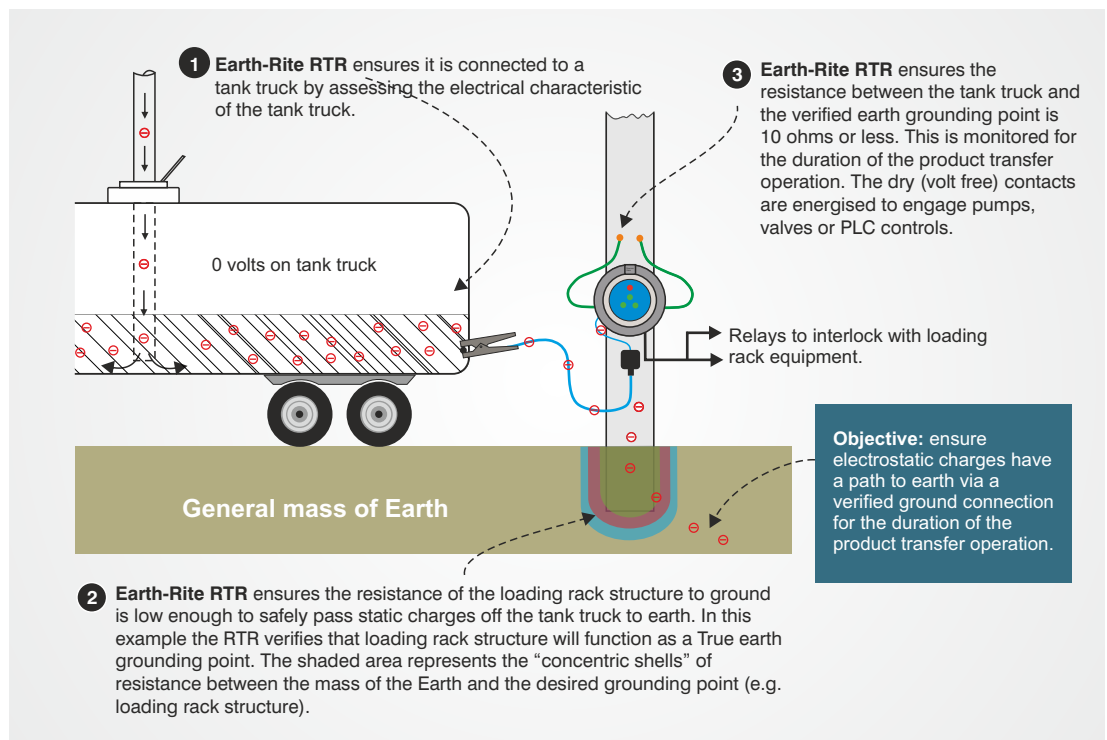 1 Earth-Rite RTR ensures it is connected to a
tank truck by assessing the electrical characteristic
of the tank truck.
3 Earth-Rite RTR ensures the
resistance between the tank truck and
the verified earth grounding point is
10 ohms or less. This is monitored for
the duration of the product transfer
operation. The dry (volt free) contacts
are energised to engage pumps,
valves or PLC controls.
0 volts on tank truck
Relays to interlock with loading
rack equipment.
Objective: ensure
electrostatic charges have
a path to earth via a
verified ground connection
for the duration of the
product transfer operation.
General mass of Earth
2 Earth-Rite RTR ensures the resistance of the loading rack structure to ground
is low enough to safely pass static charges off the tank truck to earth. In this
example the RTR verifies that loading rack structure will function as a True earth
grounding point. The shaded area represents the “concentric shells” of
resistance between the mass of the Earth and the desired grounding point (e.g.
loading rack structure).